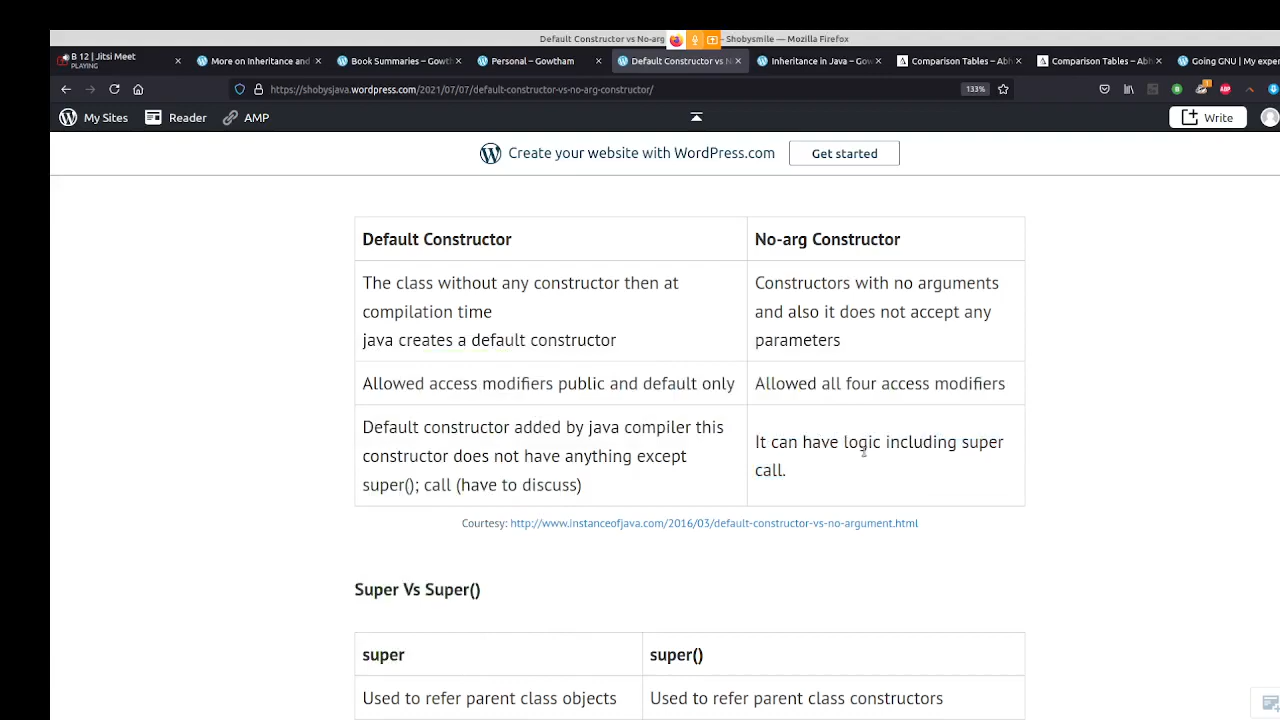 Default Constructor vs No-arg
- Shobysmile — Mozilla Firefox
B 12 | Jitsi Meet
PLAYING
More on Inheritance and
Book Summaries – Gowth
Personal – Gowtham
Default Constructor vs N
Inheritance in Java – Gow
Comparison Tables – Abh
Comparison Tables – Abh
Going GNU | My exper
https://shobysjava.wordpress.com/2021/07/07/default-constructor-vs-no-arg-constructor/
133%
My Sites
Reader
AMP
Write
Create your website with WordPress.com
Get started
Default Constructor
No-arg Constructor
The class without any constructor then at
compilation time
java creates a default constructor
Constructors with no arguments
and also it does not accept any
parameters
Allowed access modifiers public and default only
Allowed all four access modifiers
Default constructor added by java compiler this
constructor does not have anything except
super(); call (have to discuss)
It can have logic including super
call.
Courtesy: http://www.instanceofjava.com/2016/03/default-constructor-vs-no-argument.html
Super Vs Super()
super
super()
Used to refer parent class objects
Used to refer parent class constructors